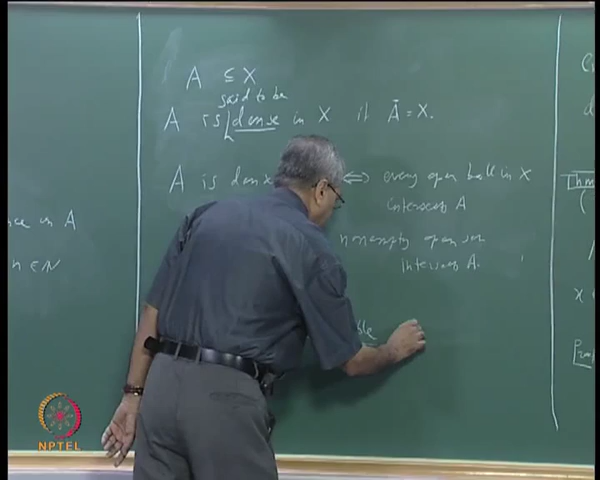 A ⊆ X
said to be
A is dense in X if Ā = X.
A is dense ⟺ every open ball in X
intersects A
nonempty open set
intersects A.
ce in A
n ∈ N
Thm
(
x